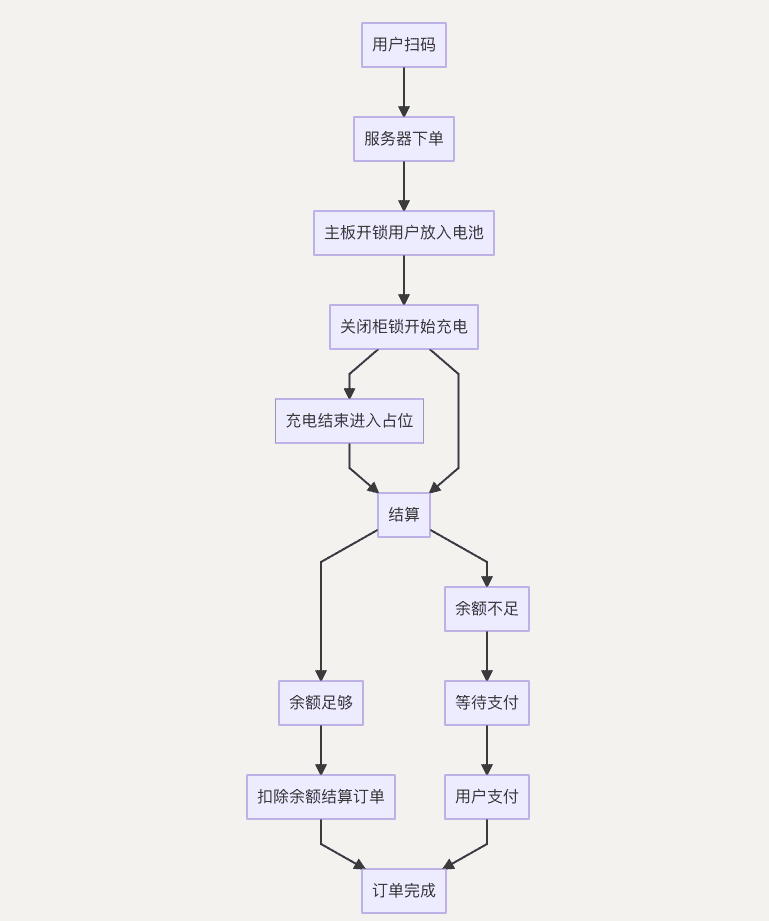 用户扫码
服务器下单
主板开锁用户放入电池
关闭柜锁开始充电
充电结束进入占位
结算
余额不足
余额足够
等待支付
扣除余额结算订单
用户支付
订单完成